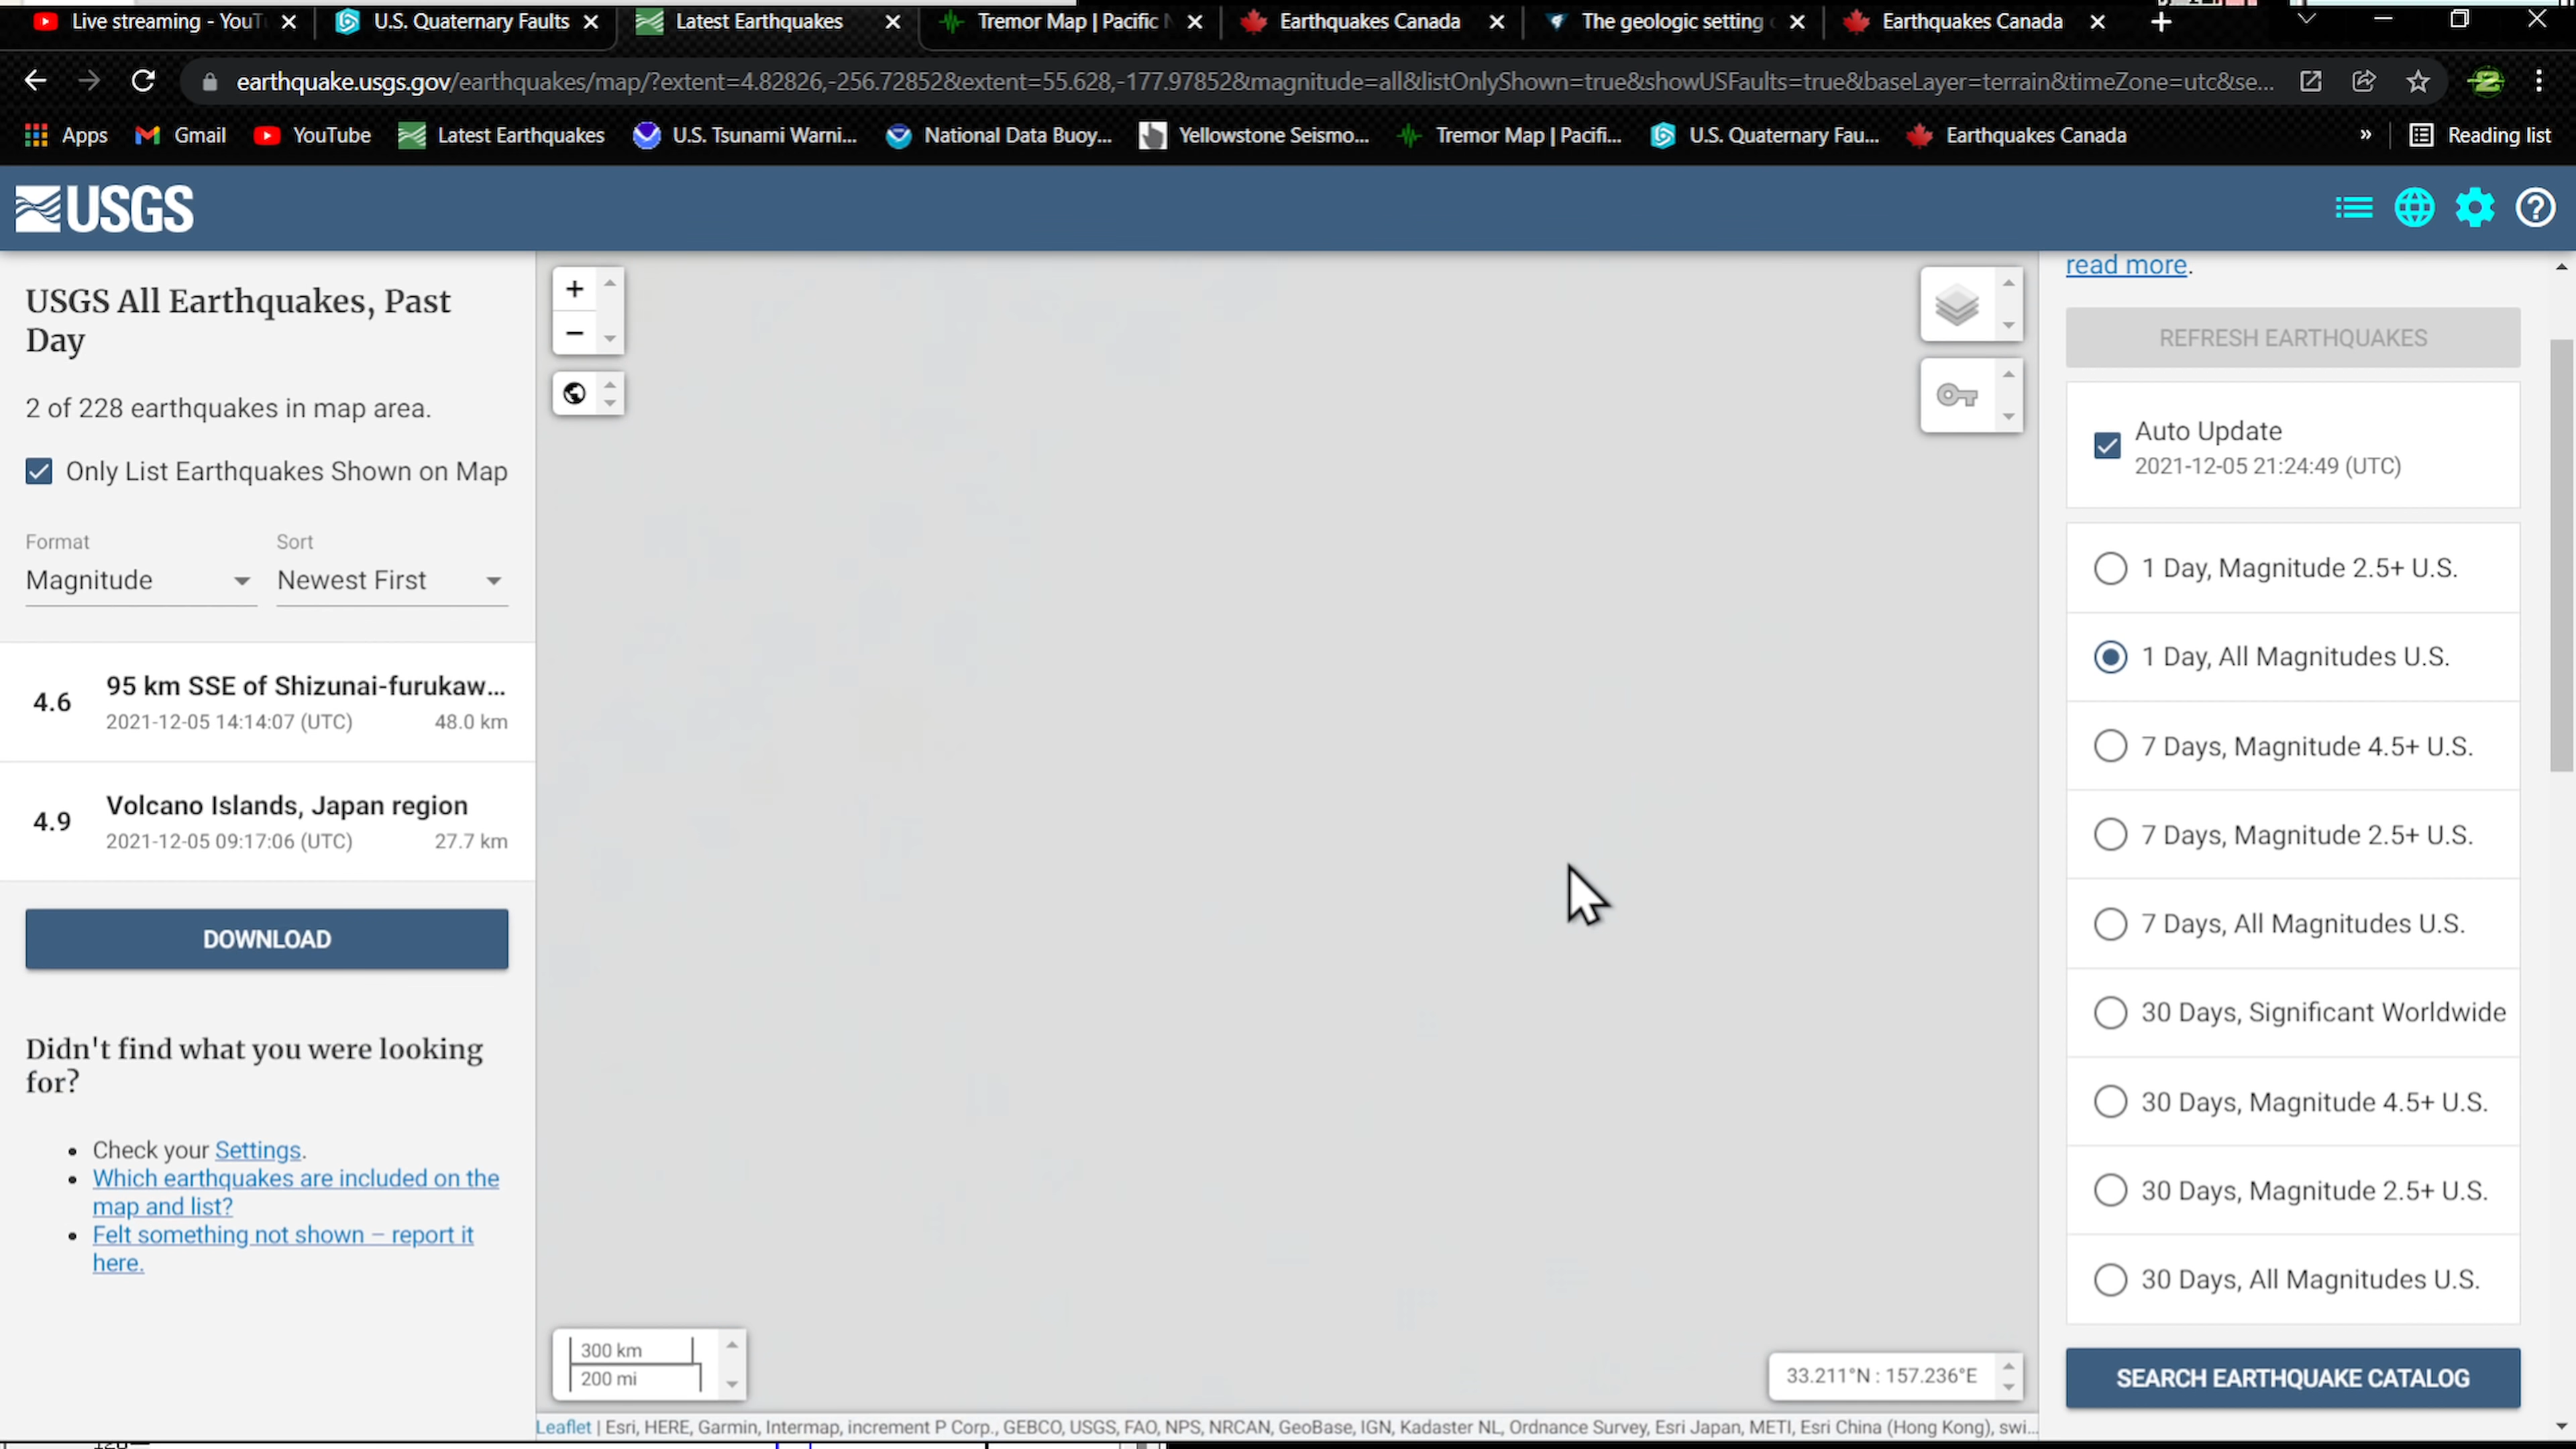 Live streaming - YouT
U.S. Quaternary Faults
Latest Earthquakes
Tremor Map | Pacific N
Earthquakes Canada
The geologic setting
Earthquakes Canada
earthquake.usgs.gov/earthquakes/map/?extent=4.82826,-256.72852&extent=55.628,-177.97852&magnitude=all&listOnlyShown=true&showUSFaults=true&baseLayer=terrain&timeZone=utc&se...
Apps
Gmail
YouTube
Latest Earthquakes
U.S. Tsunami Warni...
National Data Buoy...
Yellowstone Seismo...
Tremor Map | Pacifi...
U.S. Quaternary Fau...
Earthquakes Canada
»
Reading list
USGS
USGS All Earthquakes, Past
Day
2 of 228 earthquakes in map area.
Only List Earthquakes Shown on Map
Format
Sort
Magnitude
Newest First
4.6
95 km SSE of Shizunai-furukaw...
2021-12-05 14:14:07 (UTC)
48.0 km
4.9
Volcano Islands, Japan region
2021-12-05 09:17:06 (UTC)
27.7 km
DOWNLOAD
Didn't find what you were looking
for?
• Check your Settings.
• Which earthquakes are included on the
map and list?
• Felt something not shown – report it
here.
+
−
300 km
200 mi
33.211°N : 157.236°E
Leaflet | Esri, HERE, Garmin, Intermap, increment P Corp., GEBCO, USGS, FAO, NPS, NRCAN, GeoBase, IGN, Kadaster NL, Ordnance Survey, Esri Japan, METI, Esri China (Hong Kong), swi...
read more.
REFRESH EARTHQUAKES
Auto Update
2021-12-05 21:24:49 (UTC)
1 Day, Magnitude 2.5+ U.S.
1 Day, All Magnitudes U.S.
7 Days, Magnitude 4.5+ U.S.
7 Days, Magnitude 2.5+ U.S.
7 Days, All Magnitudes U.S.
30 Days, Significant Worldwide
30 Days, Magnitude 4.5+ U.S.
30 Days, Magnitude 2.5+ U.S.
30 Days, All Magnitudes U.S.
SEARCH EARTHQUAKE CATALOG